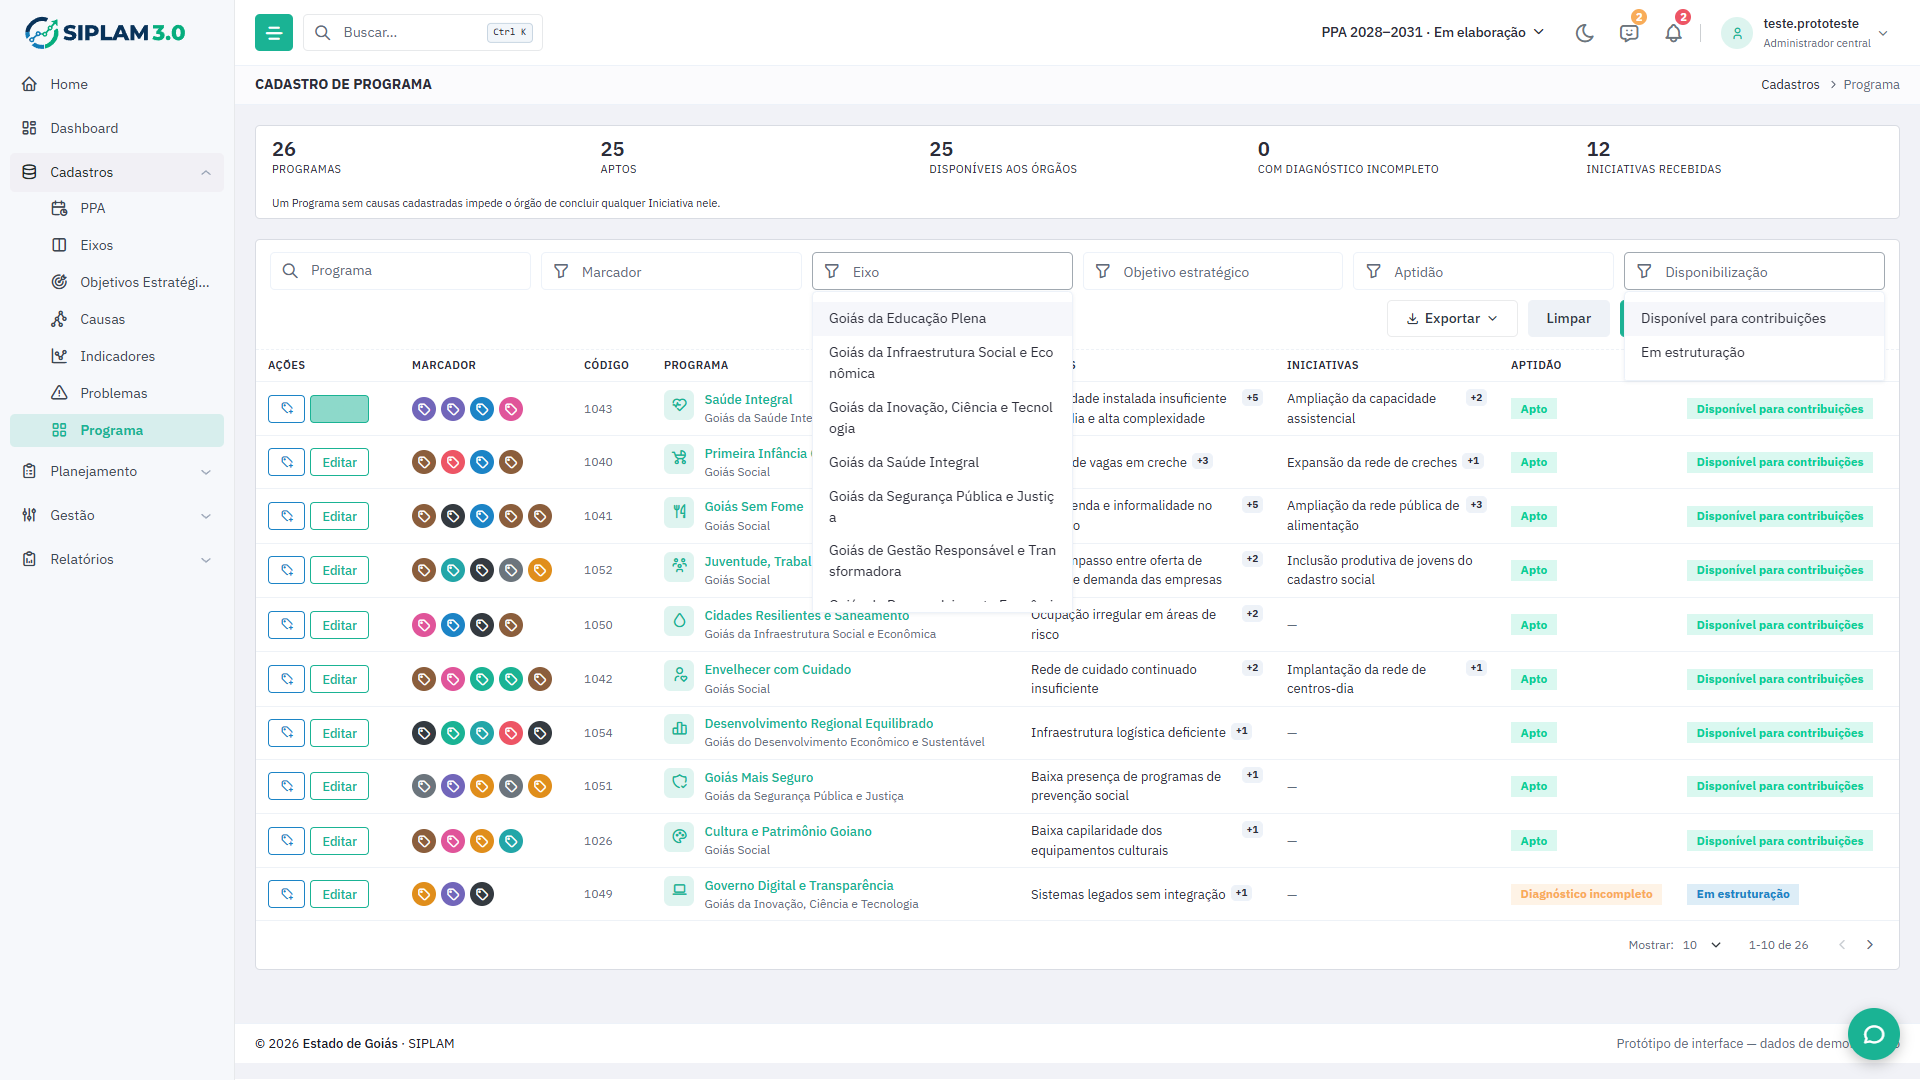 SIPLAM 3.0
Buscar...
Ctrl K
PPA 2028–2031 · Em elaboração
2
2
teste.prototeste
Administrador central
Home
Dashboard
Cadastros
PPA
Eixos
Objetivos Estratégi...
Causas
Indicadores
Problemas
Programa
Planejamento
Gestão
Relatórios
CADASTRO DE PROGRAMA
Cadastros > Programa
26
PROGRAMAS
25
APTOS
25
DISPONÍVEIS AOS ÓRGÃOS
0
COM DIAGNÓSTICO INCOMPLETO
12
INICIATIVAS RECEBIDAS
Um Programa sem causas cadastradas impede o órgão de concluir qualquer Iniciativa nele.
Programa
Marcador
Eixo
Objetivo estratégico
Aptidão
Disponibilização
Goiás da Educação Plena
Goiás da Infraestrutura Social e Eco
nômica
Goiás da Inovação, Ciência e Tecnol
ogia
Goiás da Saúde Integral
Goiás da Segurança Pública e Justiç
a
Goiás de Gestão Responsável e Tran
sformadora
Exportar
Limpar
Disponível para contribuições
Em estruturação
AÇÕES
MARCADOR
CÓDIGO
PROGRAMA
S
INICIATIVAS
APTIDÃO
1043
Saúde Integral
Goiás da Saúde Inte
dade instalada insuficiente
dia e alta complexidade
+5
Ampliação da capacidade
assistencial
+2
Apto
Disponível para contribuições
Editar
1040
Primeira Infância
Goiás Social
de vagas em creche
+3
Expansão da rede de creches
+1
Apto
Disponível para contribuições
Editar
1041
Goiás Sem Fome
Goiás Social
enda e informalidade no
o
+5
Ampliação da rede pública de
alimentação
+3
Apto
Disponível para contribuições
Editar
1052
Juventude, Trabal
Goiás Social
mpasso entre oferta de
e demanda das empresas
+2
Inclusão produtiva de jovens do
cadastro social
Apto
Disponível para contribuições
Editar
1050
Cidades Resilientes e Saneamento
Goiás da Infraestrutura Social e Econômica
Ocupação irregular em áreas de
risco
+2
—
Apto
Disponível para contribuições
Editar
1042
Envelhecer com Cuidado
Goiás Social
Rede de cuidado continuado
insuficiente
+2
Implantação da rede de
centros-dia
+1
Apto
Disponível para contribuições
Editar
1054
Desenvolvimento Regional Equilibrado
Goiás do Desenvolvimento Econômico e Sustentável
Infraestrutura logística deficiente
+1
—
Apto
Disponível para contribuições
Editar
1051
Goiás Mais Seguro
Goiás da Segurança Pública e Justiça
Baixa presença de programas de
prevenção social
+1
—
Apto
Disponível para contribuições
Editar
1026
Cultura e Patrimônio Goiano
Goiás Social
Baixa capilaridade dos
equipamentos culturais
+1
—
Apto
Disponível para contribuições
Editar
1049
Governo Digital e Transparência
Goiás da Inovação, Ciência e Tecnologia
Sistemas legados sem integração
+1
—
Diagnóstico incompleto
Em estruturação
Mostrar: 10
1-10 de 26
© 2026 Estado de Goiás · SIPLAM
Protótipo de interface — dados de demo